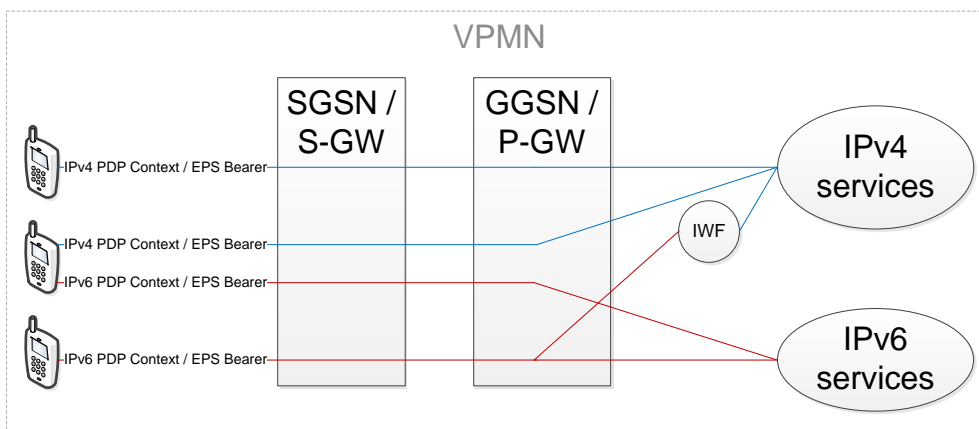 VPMN
SGSN /
S-GW
GGSN /
P-GW
IPv4 PDP Context / EPS Bearer
IPv4
services
IPv4 PDP Context / EPS Bearer
IWF
IPv6 PDP Context / EPS Bearer
IPv6 PDP Context / EPS Bearer
IPv6
services